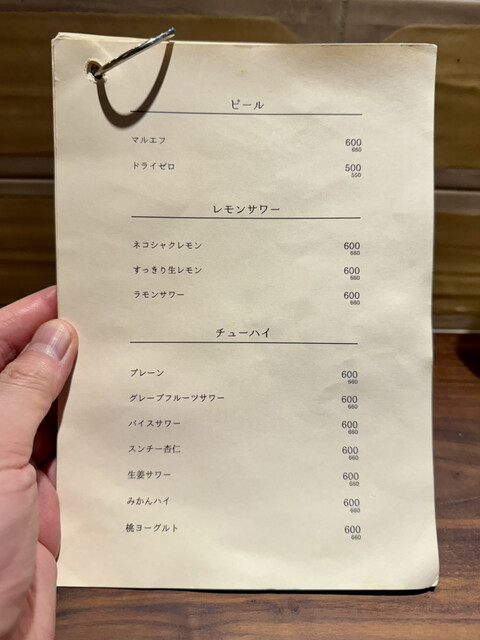 ビール
マルエフ 600
660
ドライゼロ 500
550
レモンサワー
ネコシャクレモン 600
660
すっきり生レモン 600
660
ラモンサワー 600
660
チューハイ
プレーン 600
660
グレープフルーツサワー 600
660
バイスサワー 600
660
スンチー杏仁 600
660
生姜サワー 600
660
みかんハイ 600
660
桃ヨーグルト 600
660